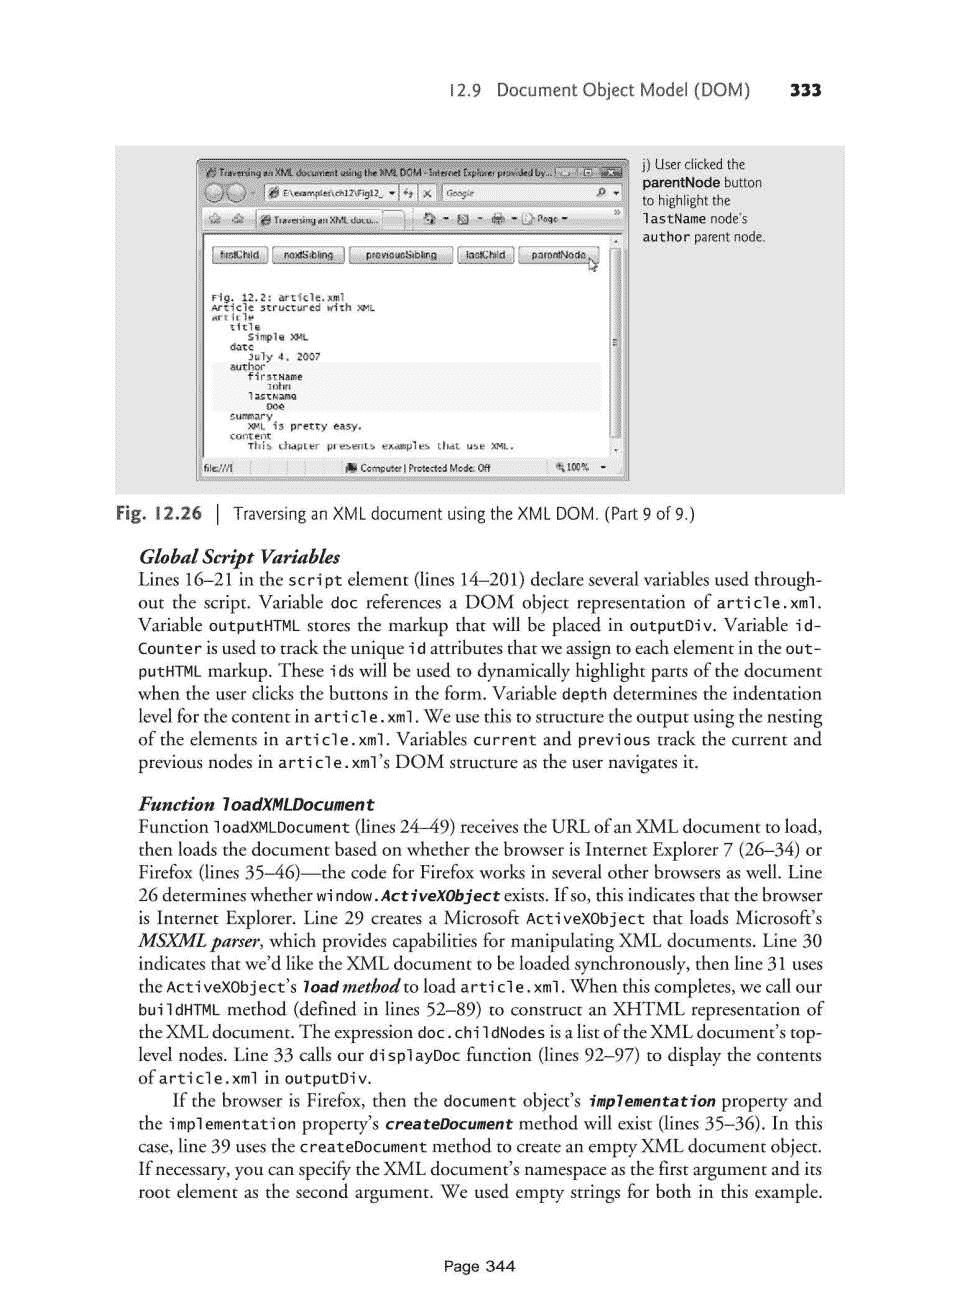 12.9 Document Object Model (DOM) 333
Traversing an XML document using the XML DOM - Internet Explorer provided by...
E:\examples\ch12\Fig12_ Google
Traversing an XML docu... Page
firstChild nextSibling previousSibling lastChild parentNode
Fig. 12.2: article.xml
Article structured with XML
article
title
Simple XML
date
July 4, 2007
author
firstName
John
lastName
Doe
summary
XML is pretty easy.
content
This chapter presents examples that use XML.
file:/// Computer | Protected Mode: Off 100%
j) User clicked the
parentNode button
to highlight the
lastName node's
author parent node.
Fig. 12.26 | Traversing an XML document using the XML DOM. (Part 9 of 9.)
Global Script Variables
Lines 16–21 in the script element (lines 14–201) declare several variables used through-
out the script. Variable doc references a DOM object representation of article.xml.
Variable outputHTML stores the markup that will be placed in outputDiv. Variable id-
Counter is used to track the unique id attributes that we assign to each element in the out-
putHTML markup. These ids will be used to dynamically highlight parts of the document
when the user clicks the buttons in the form. Variable depth determines the indentation
level for the content in article.xml. We use this to structure the output using the nesting
of the elements in article.xml. Variables current and previous track the current and
previous nodes in article.xml's DOM structure as the user navigates it.
Function loadXMLDocument
Function loadXMLDocument (lines 24–49) receives the URL of an XML document to load,
then loads the document based on whether the browser is Internet Explorer 7 (26–34) or
Firefox (lines 35–46)—the code for Firefox works in several other browsers as well. Line
26 determines whether window.ActiveXObject exists. If so, this indicates that the browser
is Internet Explorer. Line 29 creates a Microsoft ActiveXObject that loads Microsoft's
MSXML parser, which provides capabilities for manipulating XML documents. Line 30
indicates that we'd like the XML document to be loaded synchronously, then line 31 uses
the ActiveXObject's load method to load article.xml. When this completes, we call our
buildHTML method (defined in lines 52–89) to construct an XHTML representation of
the XML document. The expression doc.childNodes is a list of the XML document's top-
level nodes. Line 33 calls our displayDoc function (lines 92–97) to display the contents
of article.xml in outputDiv.
If the browser is Firefox, then the document object's implementation property and
the implementation property's createDocument method will exist (lines 35–36). In this
case, line 39 uses the createDocument method to create an empty XML document object.
If necessary, you can specify the XML document's namespace as the first argument and its
root element as the second argument. We used empty strings for both in this example.
Page 344